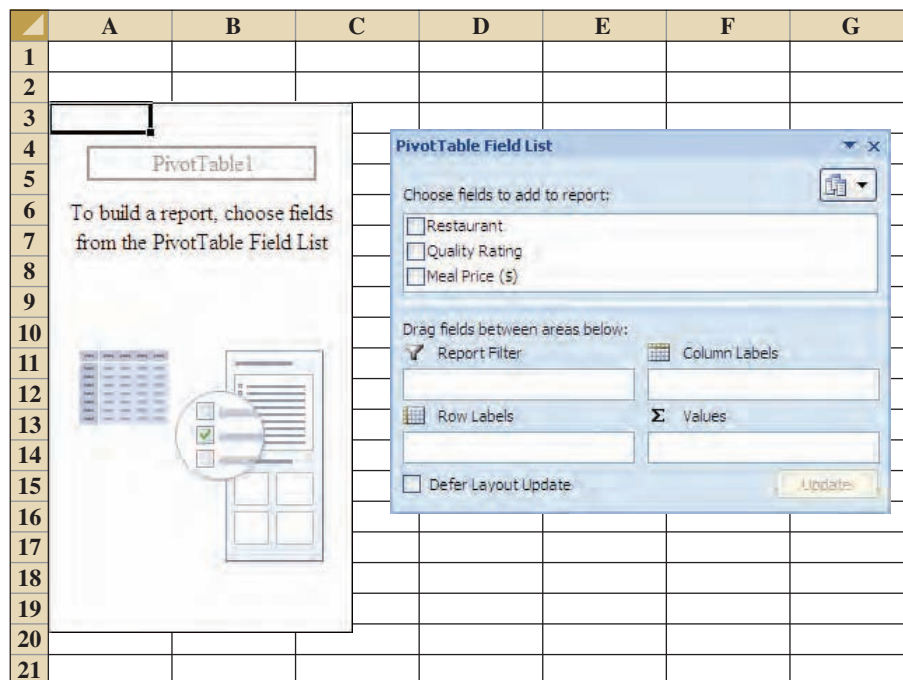 A B C D E F G
1
2
3
4
5
6
7
8
9
10
11
12
13
14
15
16
17
18
19
20
21
PivotTable1
To build a report, choose fields
from the PivotTable Field List
PivotTable Field List
Choose fields to add to report:
Restaurant
Quality Rating
Meal Price ($)
Drag fields between areas below:
Report Filter Column Labels
Row Labels Σ Values
Defer Layout Update Update